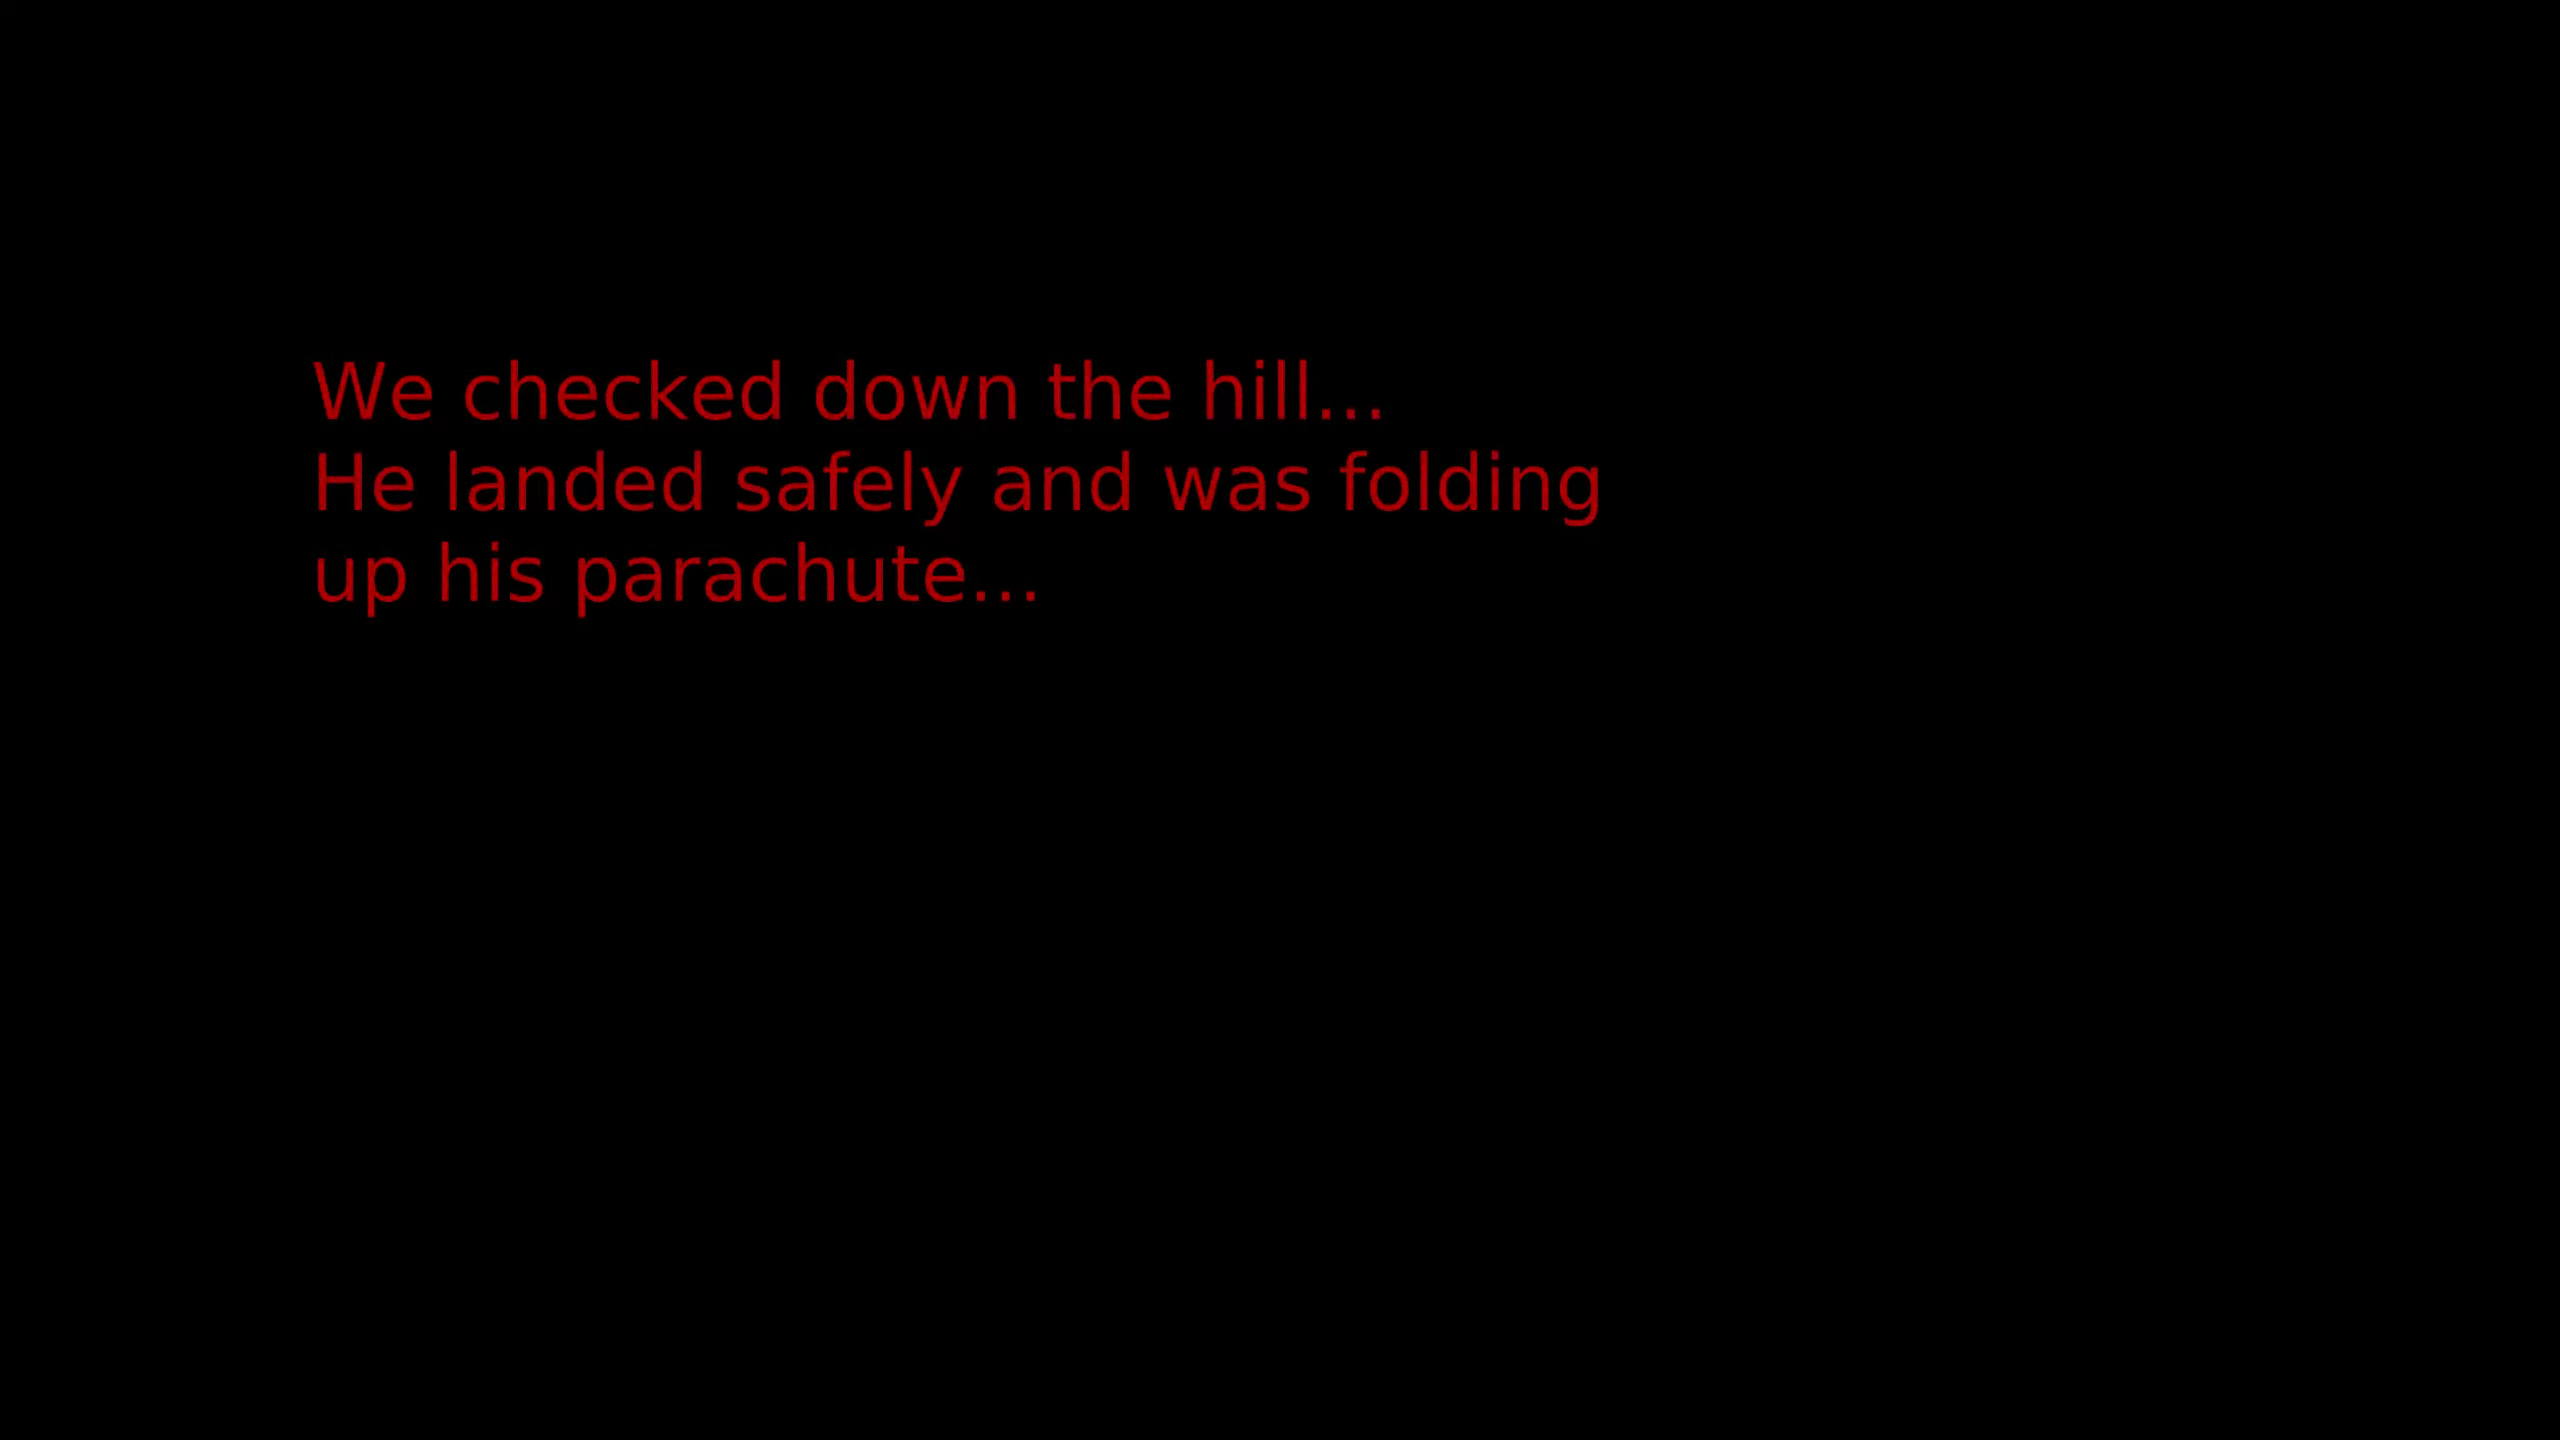 We checked down the hill...
He landed safely and was folding
up his parachute...